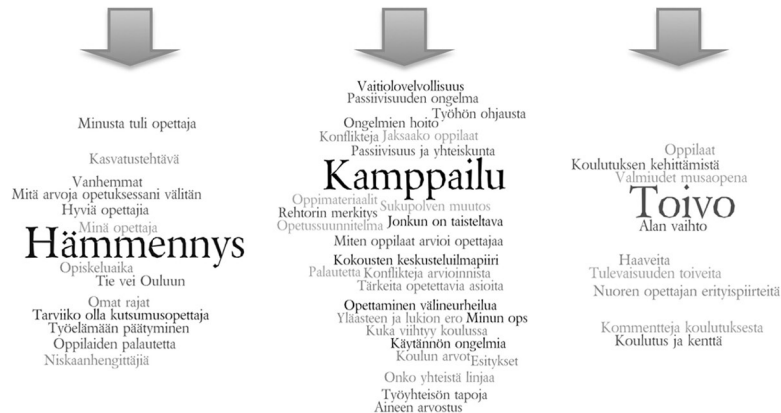 Minusta tuli opettaja
Kasvatustehtävä
Vanhemmat
Mitä arvoja opetuksessani välitän
Hyviä opettajia
Minä opettaja
Hämmennys
Opiskeluaika
Tie vei Ouluun
Omat rajat
Tarviiko olla kutsumusopettaja
Työelämään päätyminen
Oppilaiden palautetta
Niskaanhengittäjiä
Vaitiolovelvollisuus
Passiivisuuden ongelma
Työhön ohjausta
Ongelmien hoito
Konflikteja Jaksaako oppilaat
Passiivisuus ja yhteiskunta
Kamppailu
Oppimateriaalit
Sukupolven muutos
Rehtorin merkitys
Jonkun on taisteltava
Opetussuunnitelma
Miten oppilaat arvioi opettajaa
Kokousten keskusteluilmapiiri
Palautetta Konflikteja arvioinnista
Tärkeitä opetettavia asioita
Opettaminen välineurheilua
Yläasteen ja lukion ero Minun ops
Kuka viihtyy koulussa
Käytännön ongelmia
Koulun arvot
Esitykset
Onko yhteistä linjaa
Työyhteisön tapoja
Aineen arvostus
Oppilaat
Koulutuksen kehittämistä
Valmiudet musaopena
Toivo
Alan vaihto
Haaveita
Tulevaisuuden toiveita
Nuoren opettajan erityispiirteitä
Kommentteja koulutuksesta
Koulutus ja kenttä